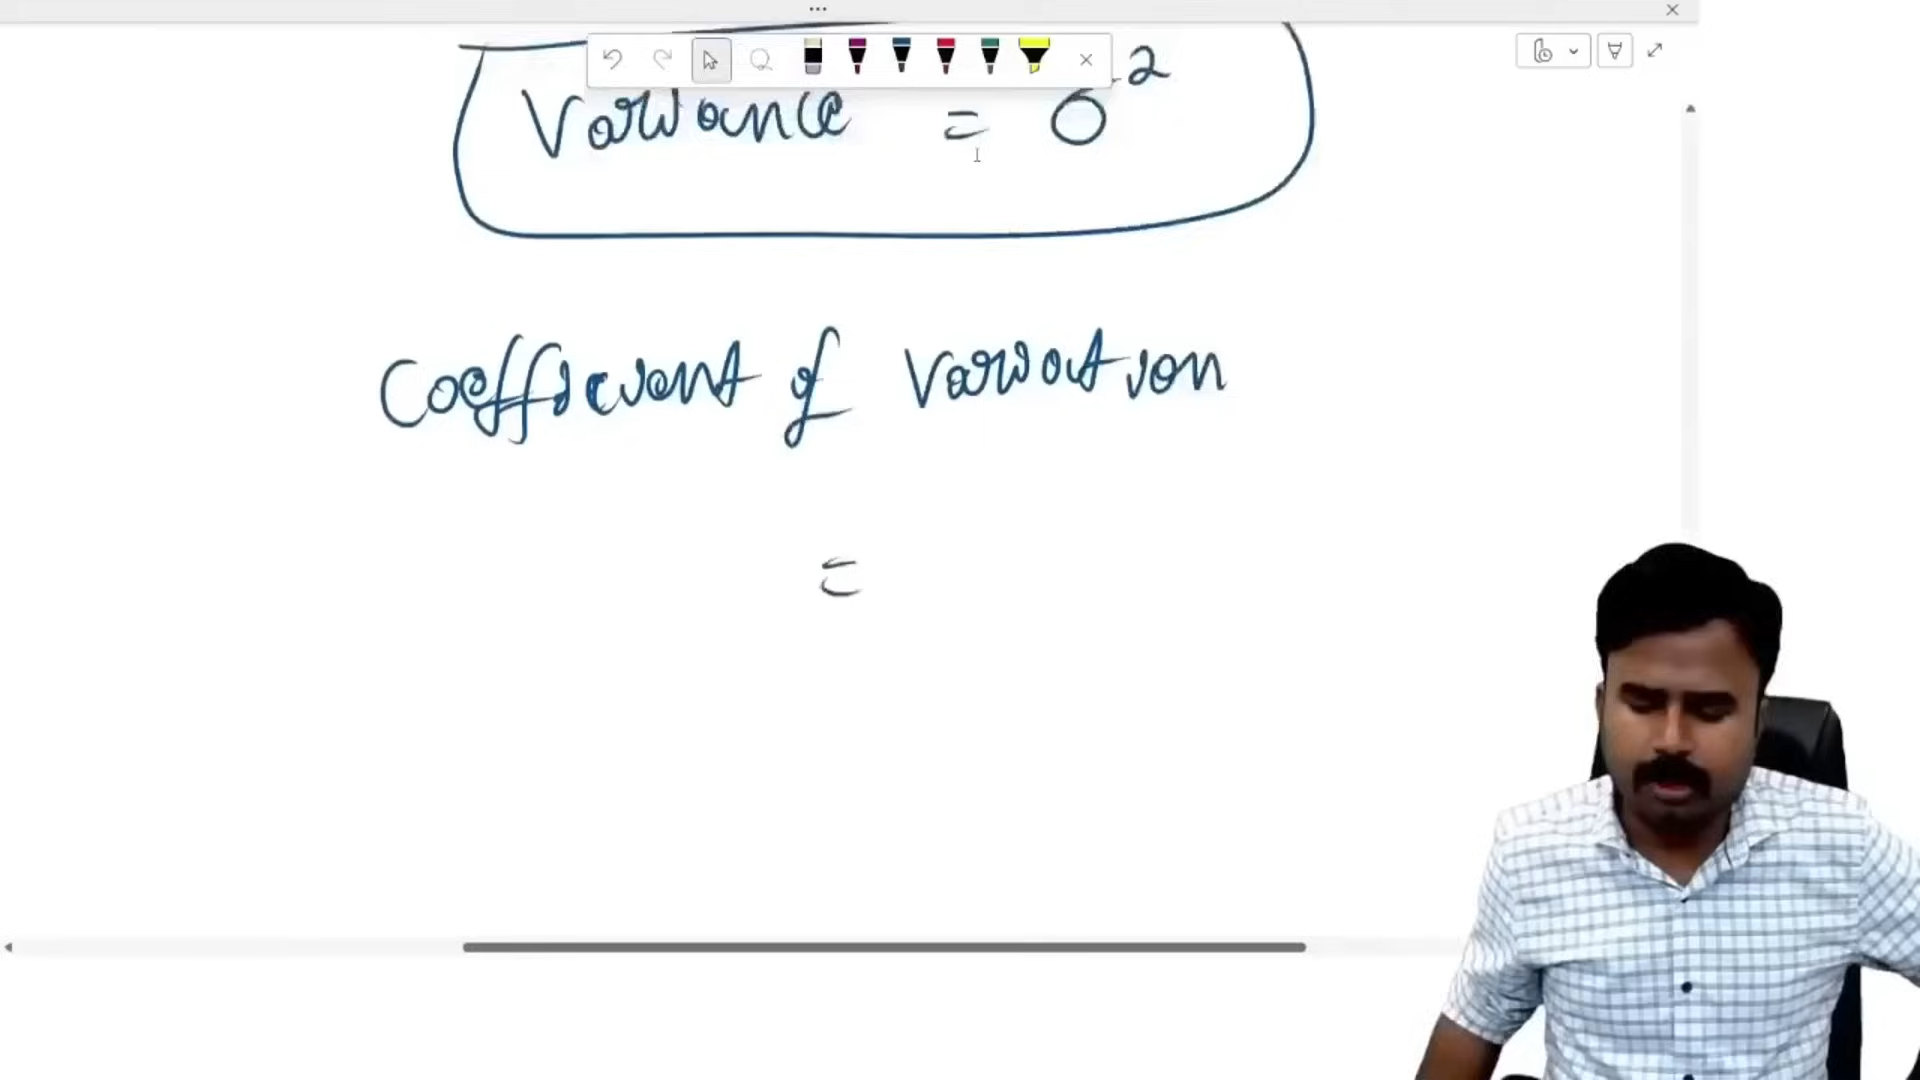 Variance = σ²
Coefficient of Variation
=